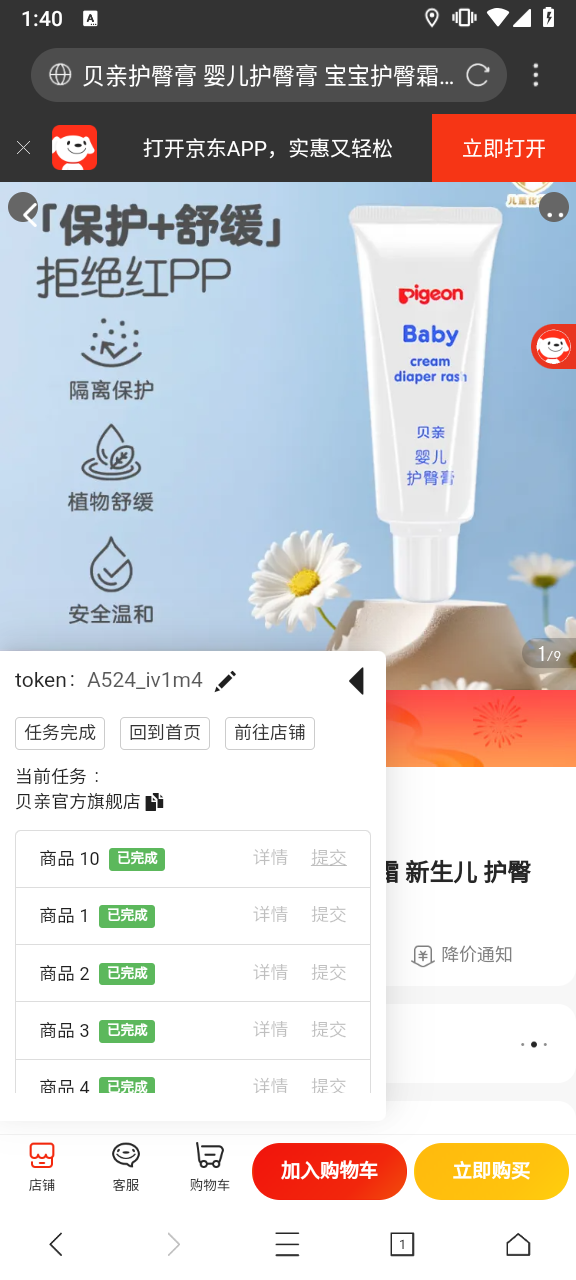 1:40
A
贝亲护臀膏 婴儿护臀膏 宝宝护臀霜...
打开京东APP，实惠又轻松
立即打开
「保护+舒缓」
拒绝红PP
隔离保护
植物舒缓
安全温和
pigeon
Baby
cream
diaper rash
贝亲
婴儿
护臀膏
1/9
token： A524_iv1m4
任务完成
回到首页
前往店铺
当前任务：
贝亲官方旗舰店
商品 10 已完成 详情 提交
商品 1 已完成 详情 提交
商品 2 已完成 详情 提交
商品 3 已完成 详情 提交
商品 4 已完成 详情 提交
霜 新生儿 护臀
降价通知
店铺
客服
购物车
加入购物车
立即购买
1